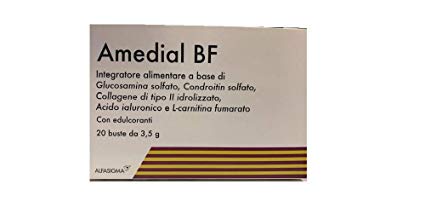 Amedial BF
Integratore alimentare a base di
Glucosamina solfato, Condroitin solfato,
Collagene di tipo II idrolizzato,
Acido ialuronico e L-carnitina fumarato
Con edulcoranti
20 buste da 3,5 g
ALFASIGMA